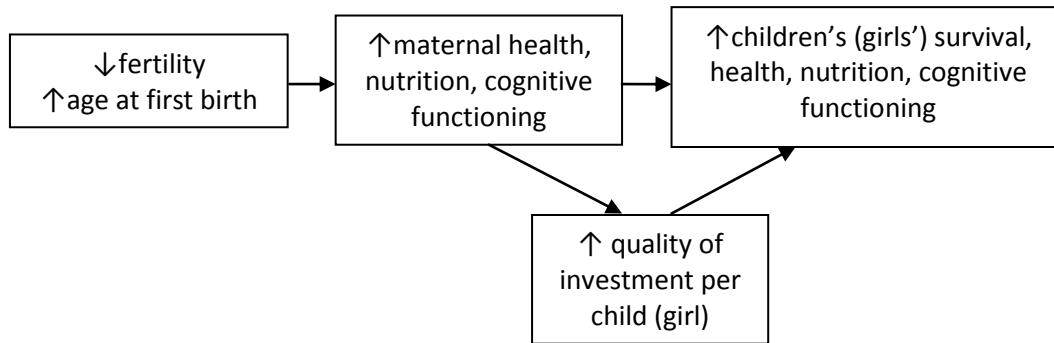 ↓fertility
↑age at first birth
↑maternal health,
nutrition, cognitive
functioning
↑children’s (girls’) survival,
health, nutrition, cognitive
functioning
↑ quality of
investment per
child (girl)